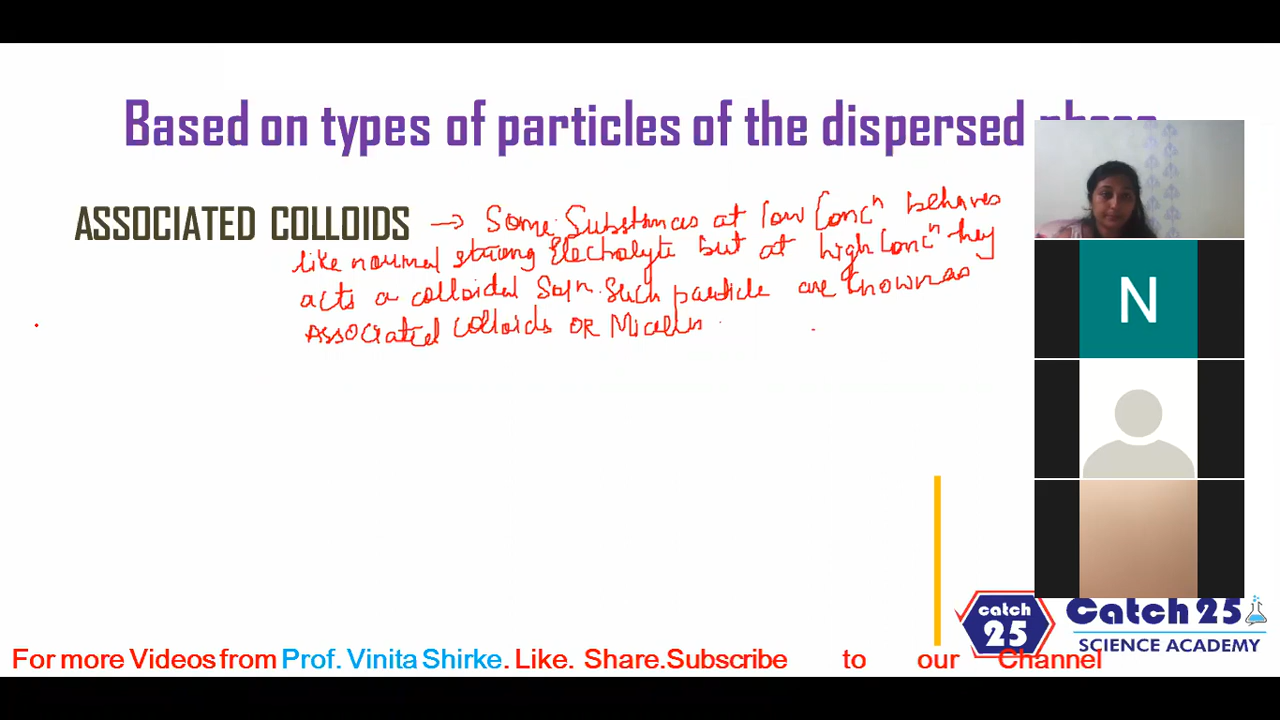 Based on types of particles of the dispersed phase
ASSOCIATED COLLOIDS → Some Substances at low Concⁿ behaves
like normal strong Electrolyte but at high Concⁿ they
acts a colloidal Solⁿ. Such particle are known as
ASSOCiated Colloids OR Micelles
N
catch
25
Catch 25
SCIENCE ACADEMY
For more Videos from Prof. Vinita Shirke. Like. Share.Subscribe to our Channel